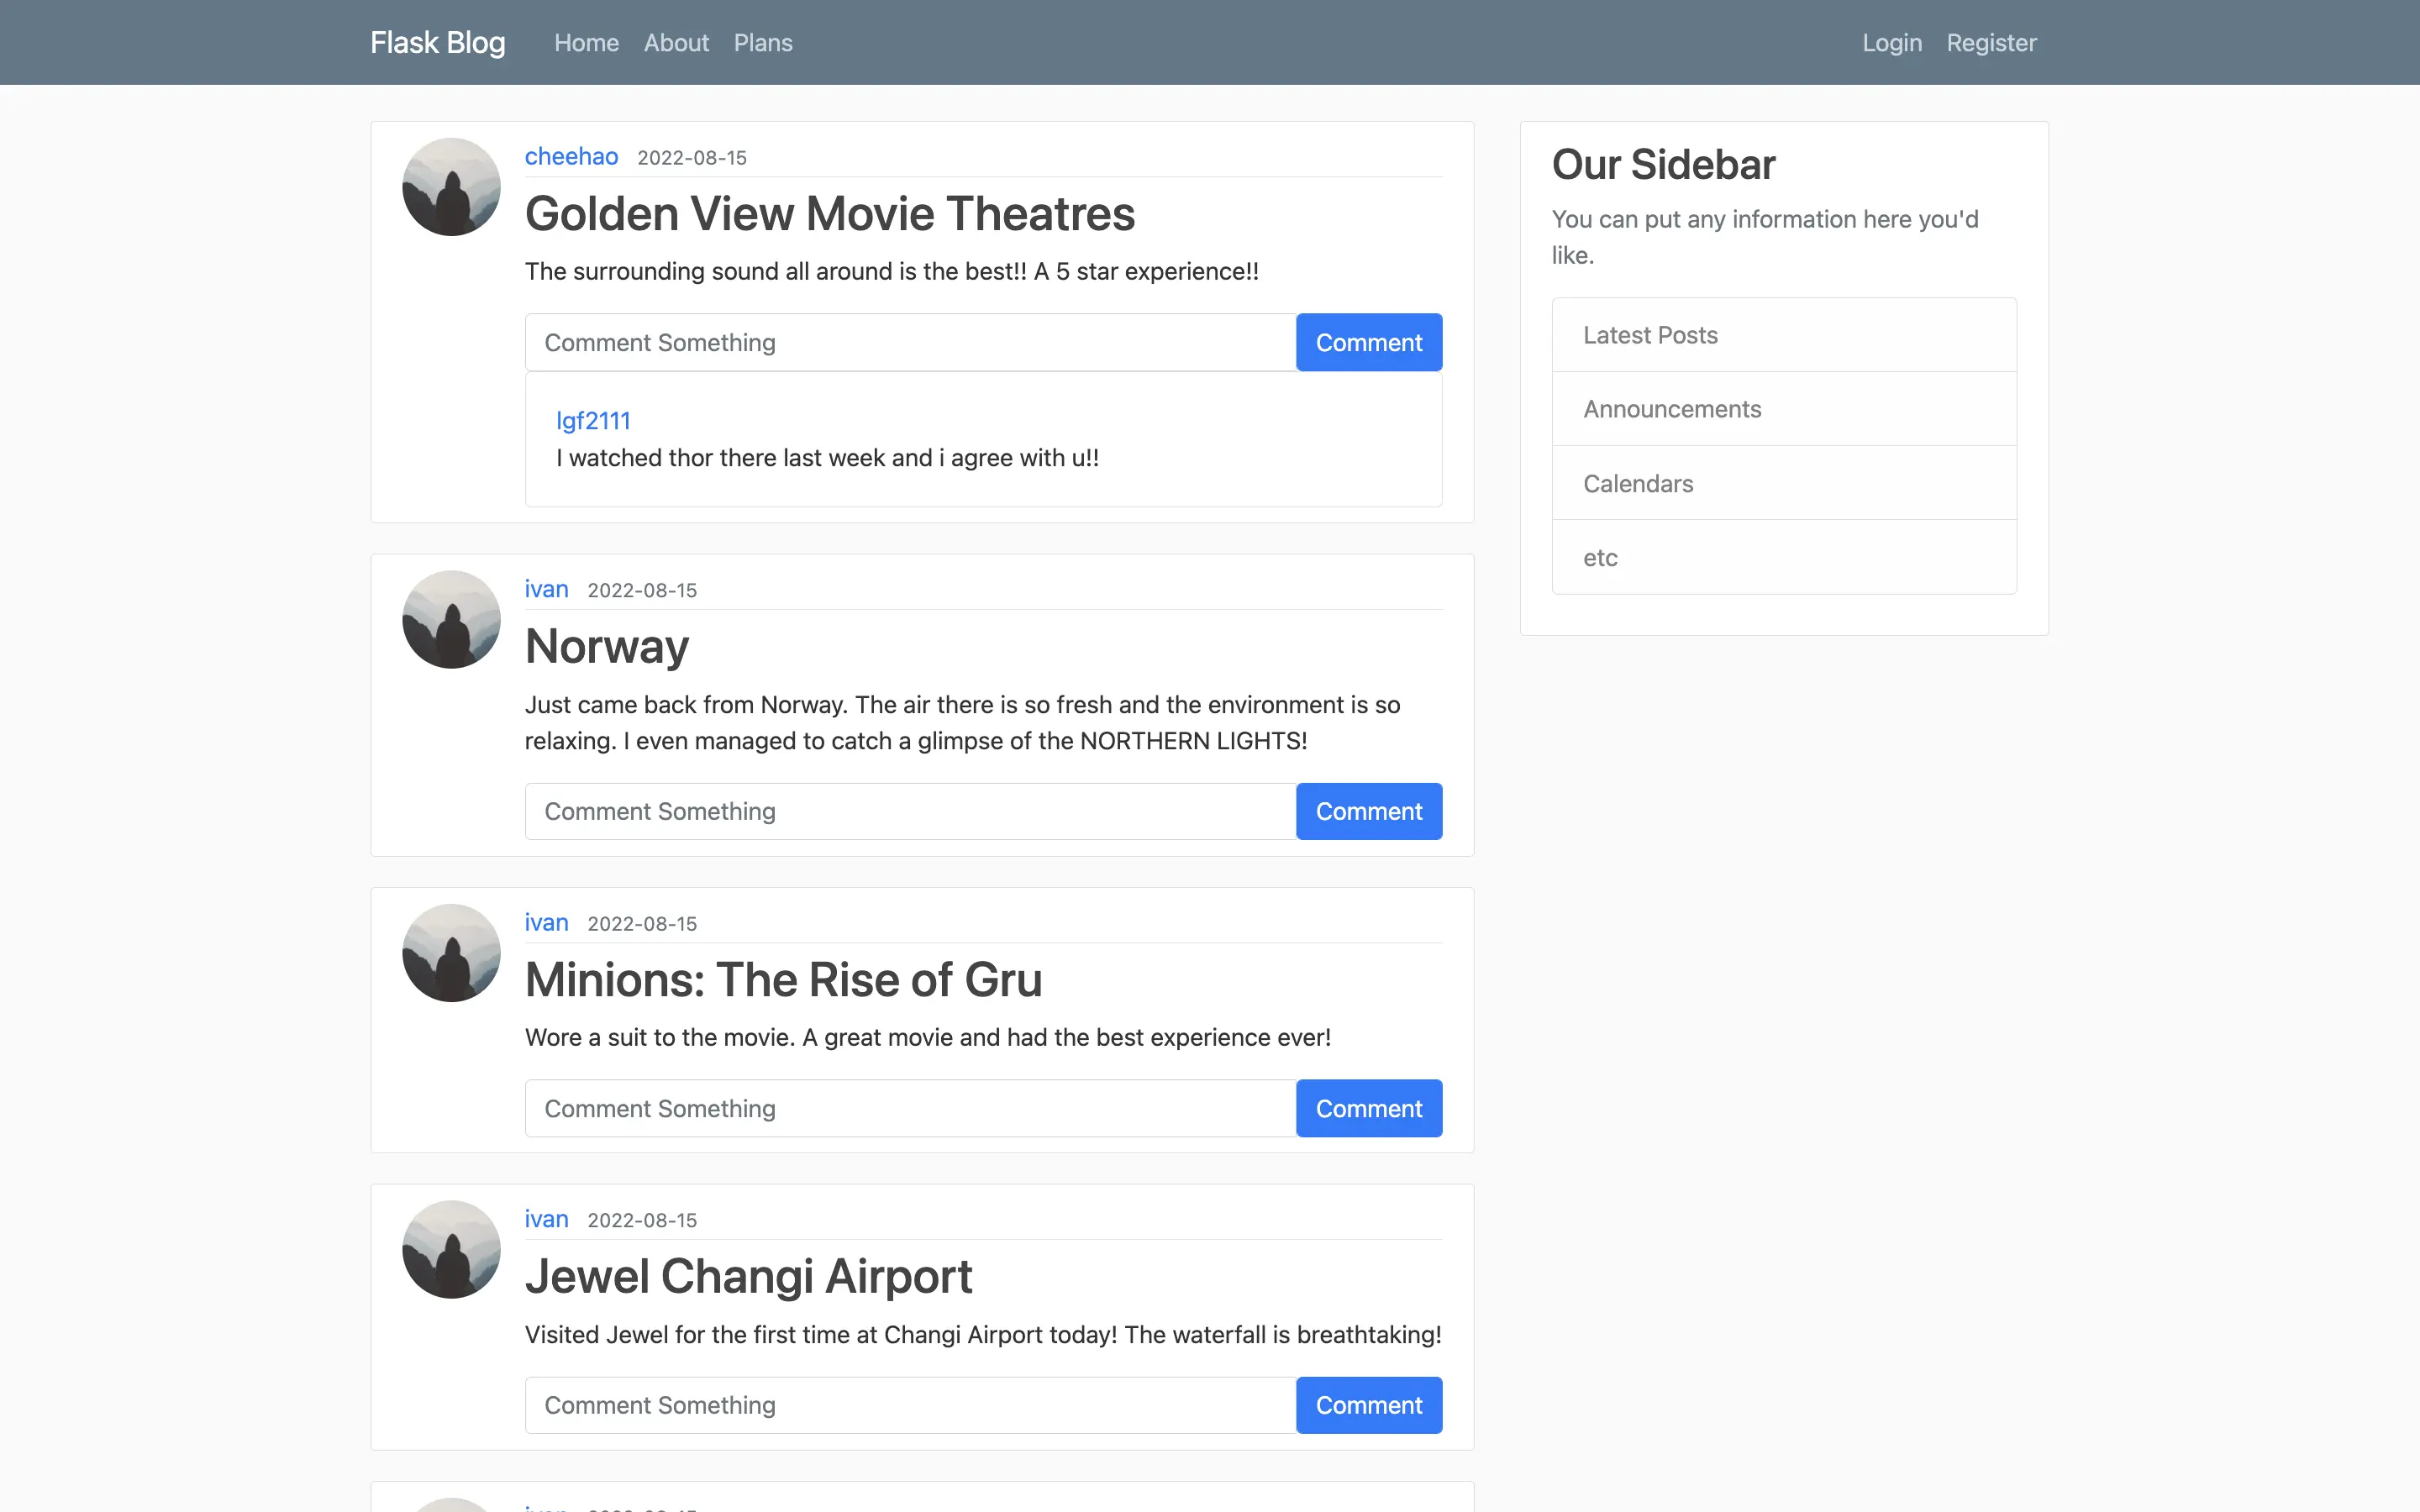 Flask Blog Home About Plans Login Register
cheehao 2022-08-15
Golden View Movie Theatres
The surrounding sound all around is the best!! A 5 star experience!!
Comment Something Comment
lgf2111
I watched thor there last week and i agree with u!!
ivan 2022-08-15
Norway
Just came back from Norway. The air there is so fresh and the environment is so
relaxing. I even managed to catch a glimpse of the NORTHERN LIGHTS!
Comment Something Comment
ivan 2022-08-15
Minions: The Rise of Gru
Wore a suit to the movie. A great movie and had the best experience ever!
Comment Something Comment
ivan 2022-08-15
Jewel Changi Airport
Visited Jewel for the first time at Changi Airport today! The waterfall is breathtaking!
Comment Something Comment
Our Sidebar
You can put any information here you'd
like.
Latest Posts
Announcements
Calendars
etc